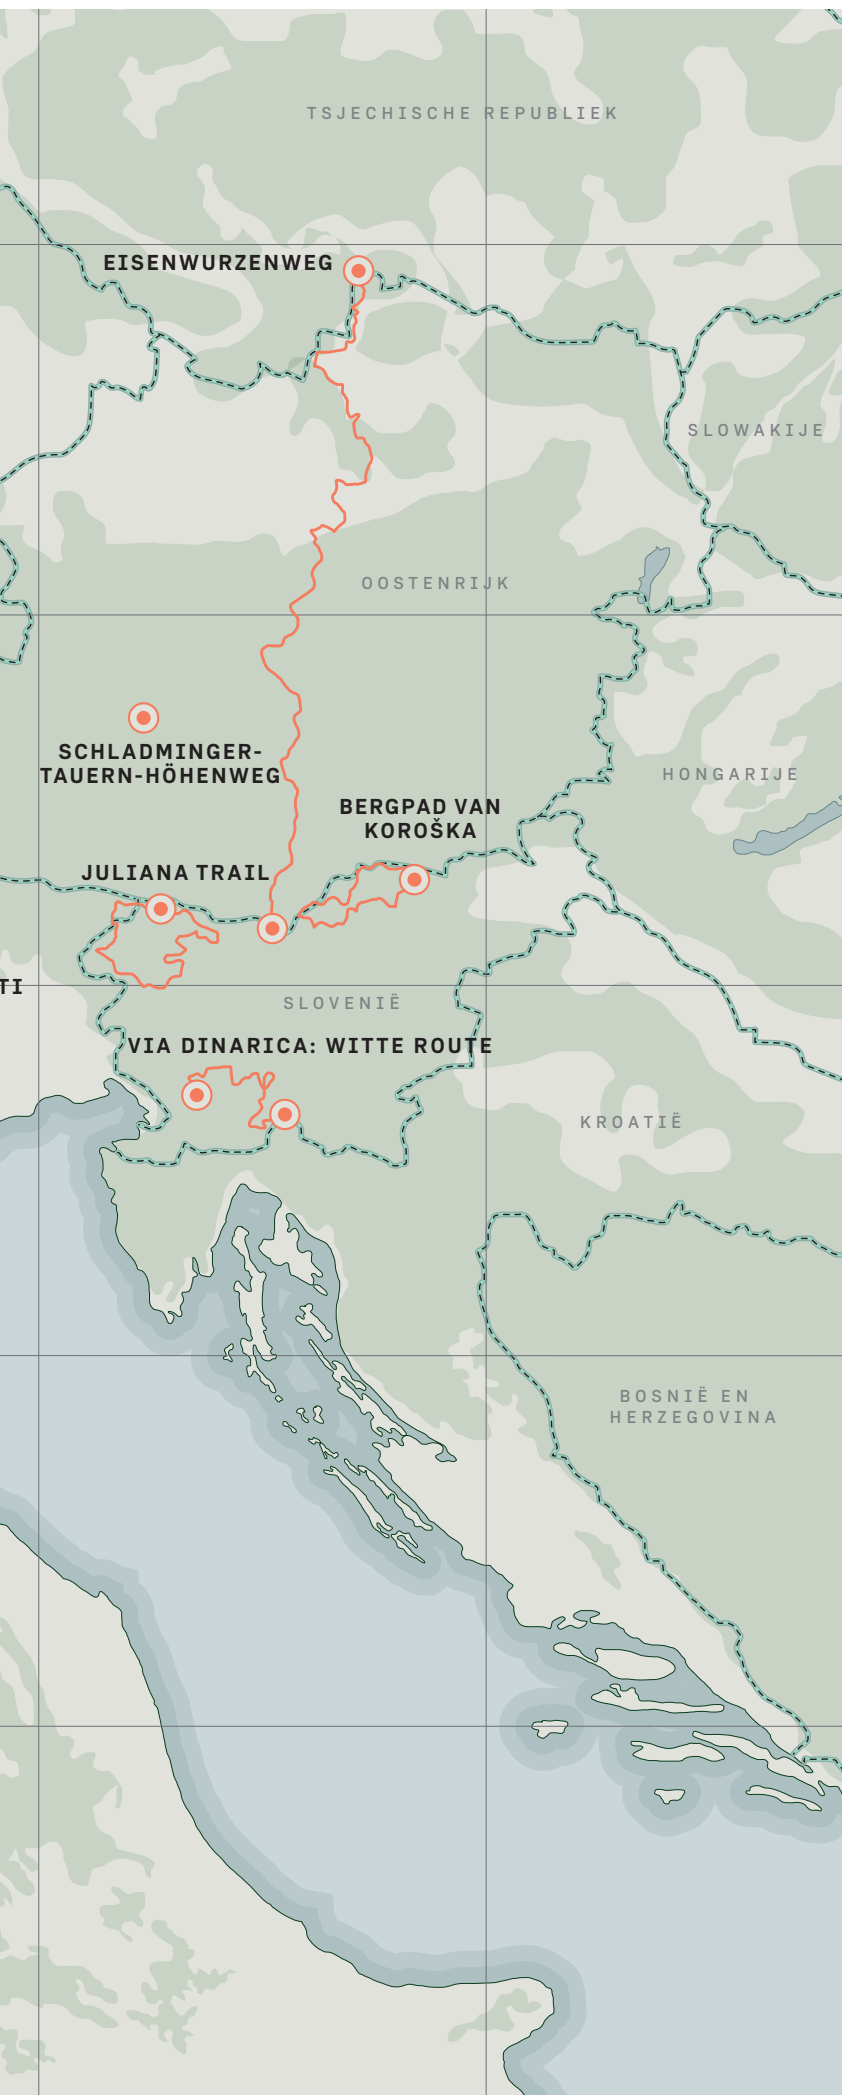 TSJECHISCHE REPUBLIEK
EISENWURZENWEG
SLOWAKIJE
OOSTENRIJK
SCHLADMINGER-
TAUERN-HÖHENWEG
HONGARIJE
BERGPAD VAN
KOROŠKA
JULIANA TRAIL
TI
SLOVENIË
VIA DINARICA: WITTE ROUTE
KROATIË
BOSNIË EN
HERZEGOVINA